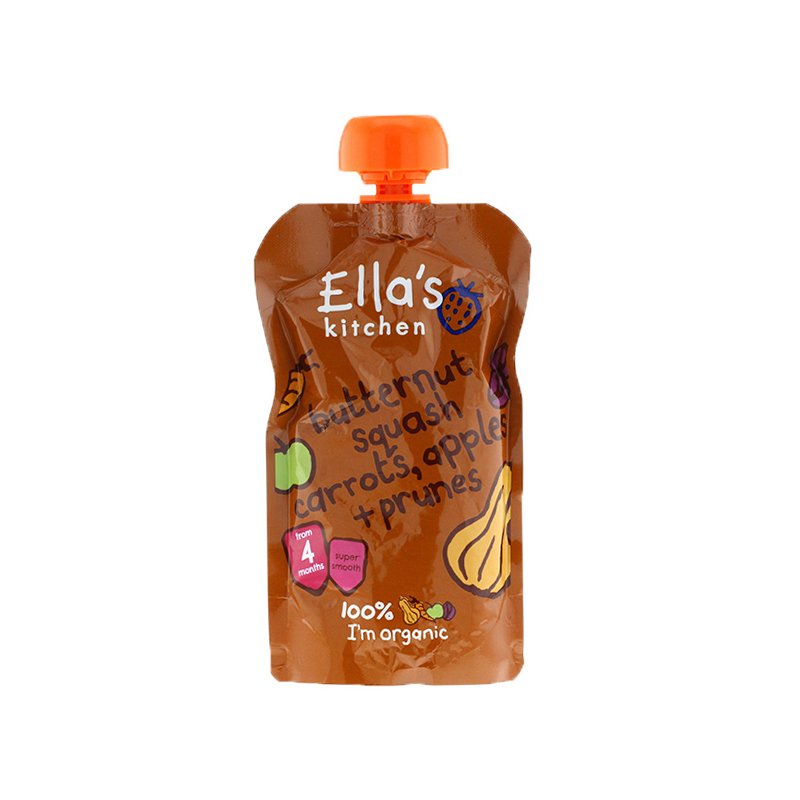 Ella's
kitchen
butternut
squash
carrots, apples
+ prunes
from
4
months
super
smooth
100%
I'm organic